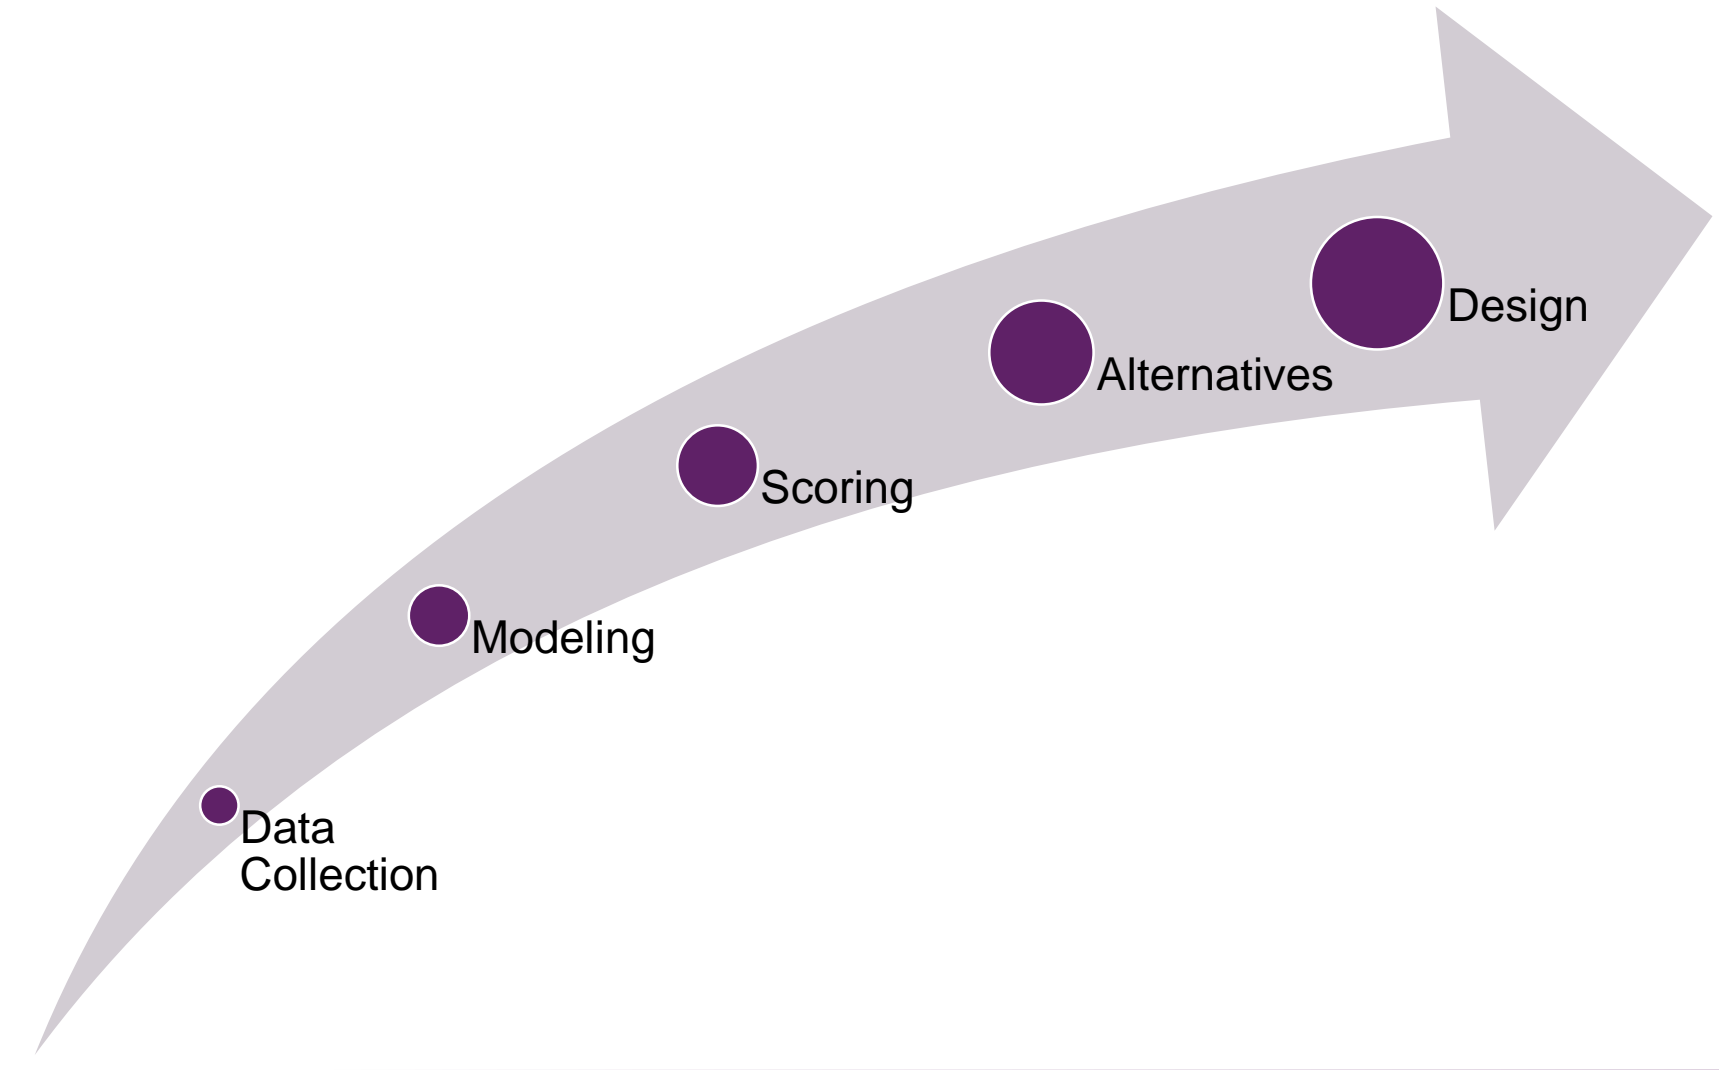 Design
Alternatives
Scoring
Modeling
Data
Collection